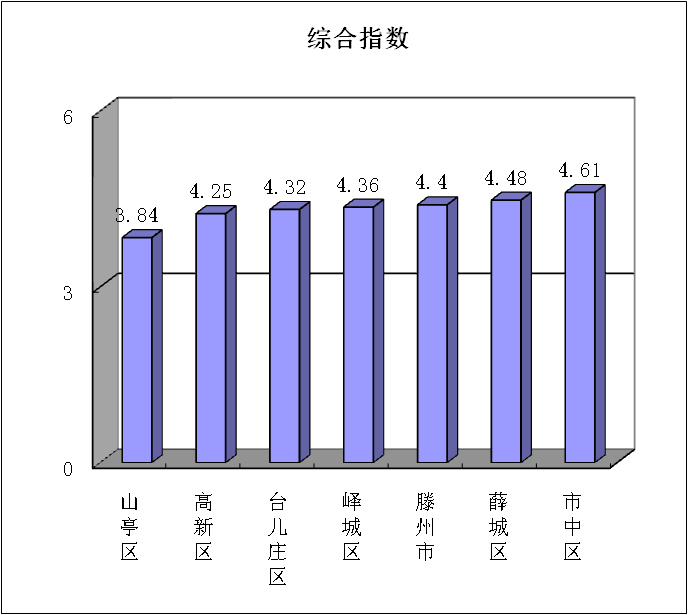 综合指数
6
3
0
3.84
4.25
4.32
4.36
4.4
4.48
4.61
山亭区
高新区
台儿庄区
峄城区
滕州市
薛城区
市中区